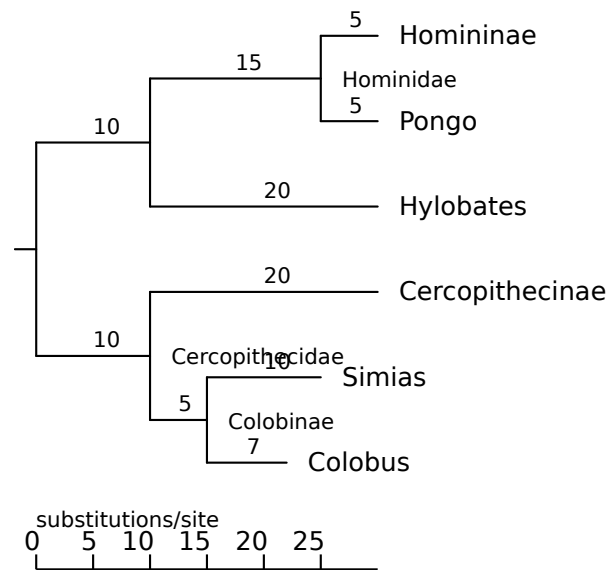 5
Homininae
15
Hominidae
5
Pongo
10
20
Hylobates
20
Cercopithecinae
10
Cercopithecidae
10
Simias
5
Colobinae
7
Colobus
substitutions/site
0 5 10 15 20 25